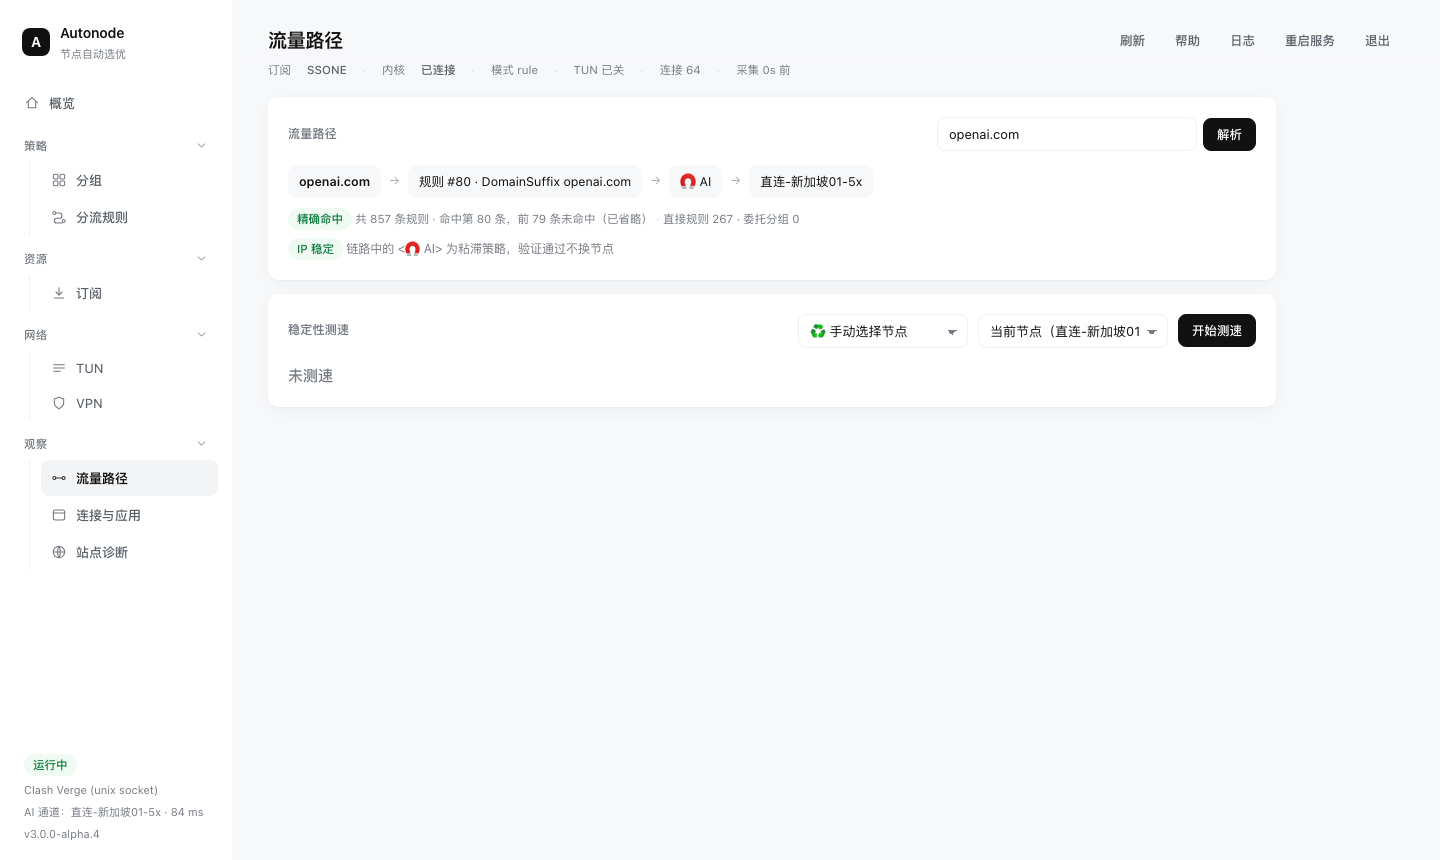 A
Autonode
节点自动选优
概览
策略
分组
分流规则
资源
订阅
网络
TUN
VPN
观察
流量路径
连接与应用
站点诊断
运行中
Clash Verge (unix socket)
AI 通道：直连-新加坡01-5x · 84 ms
v3.0.0-alpha.4
流量路径
刷新 帮助 日志 重启服务 退出
订阅 SSONE · 内核 已连接 · 模式 rule · TUN 已关 · 连接 64 · 采集 0s 前
流量路径
openai.com 解析
openai.com → 规则 #80 · DomainSuffix openai.com → 🧲 AI → 直连-新加坡01-5x
精确命中 共 857 条规则 · 命中第 80 条，前 79 条未命中（已省略） · 直接规则 267 · 委托分组 0
IP 稳定 链路中的 <🧲 AI> 为粘滞策略，验证通过不换节点
稳定性测速
♻️ 手动选择节点 当前节点（直连-新加坡01 开始测速
未测速